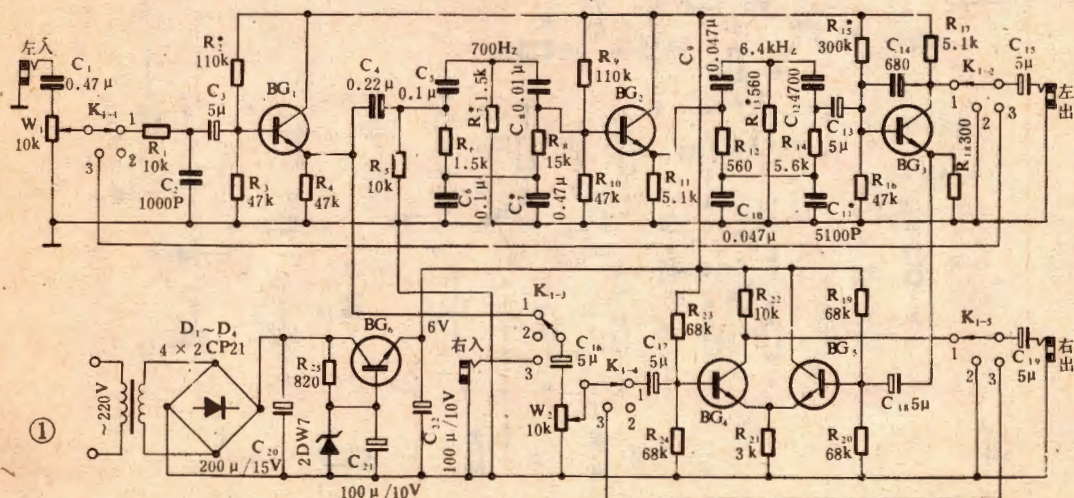 左入
C₁
0.47μ
W₁
10k
K₁₋₁
1
2
3
R₁
10k
C₂
1000P
R₂*
110k
C₃
5μ
BG₁
R₃
47k
R₄
47k
C₄
0.22μ
R₅
10k
C₅
0.1μ
700Hz
R₇*
1.5k
C₈
0.01μ
R₆
1.5k
R₈
15k
C₆
0.1μ
C₇*
0.47μ
R₉
110k
BG₂
R₁₀
47k
R₁₁
5.1k
C₉
0.047μ
6.4kHz
R₁₃*
560
C₁₂
4700
R₁₂
560
R₁₄
5.6k
C₁₃
5μ
C₁₀
0.047μ
C₁₁*
5100P
R₁₅*
300k
C₁₄
680
R₁₇
5.1k
BG₃
R₁₆
47k
R₁₈
300
K₁₋₂
1
2
3
C₁₅
5μ
左出
D₁~D₄
4×2CP21
~220V
C₂₀
200μ/15V
R₂₅
820
2DW7
BG₆
C₂₁
100μ/10V
6V
C₂₂
100μ/10V
右入
K₁₋₃
1
2
3
C₁₆
5μ
W₂
10k
K₁₋₄
1
2
3
C₁₇
5μ
R₂₃
68k
R₂₄
68k
R₂₂
10k
BG₄
BG₅
R₂₁
3k
R₁₉
68k
R₂₀
68k
C₁₈5μ
K₁₋₅
1
2
3
C₁₉
5μ
右出
①